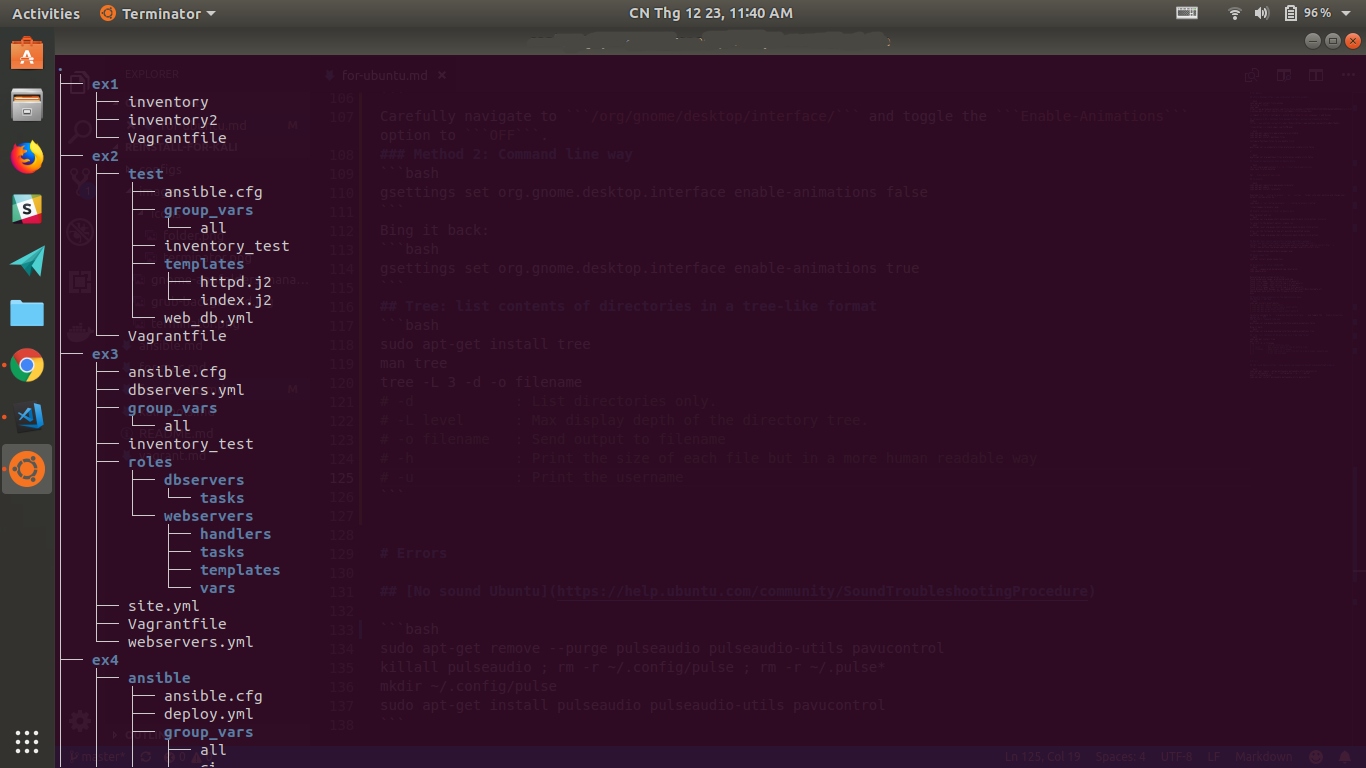 Activities Terminator CN Thg 12 23, 11:40 AM 96%
.
├── ex1
│   ├── inventory
│   ├── inventory2
│   └── Vagrantfile
├── ex2
│   ├── test
│   │   ├── ansible.cfg
│   │   ├── group_vars
│   │   │   └── all
│   │   ├── inventory_test
│   │   ├── templates
│   │   │   ├── httpd.j2
│   │   │   └── index.j2
│   │   └── web_db.yml
│   └── Vagrantfile
├── ex3
│   ├── ansible.cfg
│   ├── dbservers.yml
│   ├── group_vars
│   │   └── all
│   ├── inventory_test
│   ├── roles
│   │   ├── dbservers
│   │   │   └── tasks
│   │   └── webservers
│   │       ├── handlers
│   │       ├── tasks
│   │       ├── templates
│   │       └── vars
│   ├── site.yml
│   ├── Vagrantfile
│   └── webservers.yml
├── ex4
│   ├── ansible
│   │   ├── ansible.cfg
│   │   ├── deploy.yml
│   │   ├── group_vars
│   │   │   ├── all
EXPLORER
for-ubuntu.md
106
107 Carefully navigate to ```/org/gnome/desktop/interface/``` and toggle the ```Enable-Animations```
option to ```OFF```.
108 ### Method 2: Command line way
109 ```bash
110 gsettings set org.gnome.desktop.interface enable-animations false
111 ```
112 Bing it back:
113 ```bash
114 gsettings set org.gnome.desktop.interface enable-animations true
115 ```
116 ## Tree: list contents of directories in a tree-like format
117 ```bash
118 sudo apt-get install tree
119 man tree
120 tree -L 3 -d -o filename
121 # -d : List directories only.
122 # -L level : Max display depth of the directory tree
123 # -o filename : Send output to filename
124 # -h : Print the size of each file but in a more human readable way
125 # -u : Print the username
126 ```
127
128
129 # Errors
130
131 ## [No sound Ubuntu](https://help.ubuntu.com/community/SoundTroubleshootingProcedure)
132
133 ```bash
134 sudo apt-get remove --purge pulseaudio pulseaudio-utils pavucontrol
135 killall pulseaudio ; rm -r ~/.config/pulse ; rm -r ~/.pulse*
136 mkdir ~/.config/pulse
137 sudo apt-get install pulseaudio pulseaudio-utils pavucontrol
138 ```
master* 0 Ln 125, Col 19 Spaces: 4 UTF-8 LF Markdown